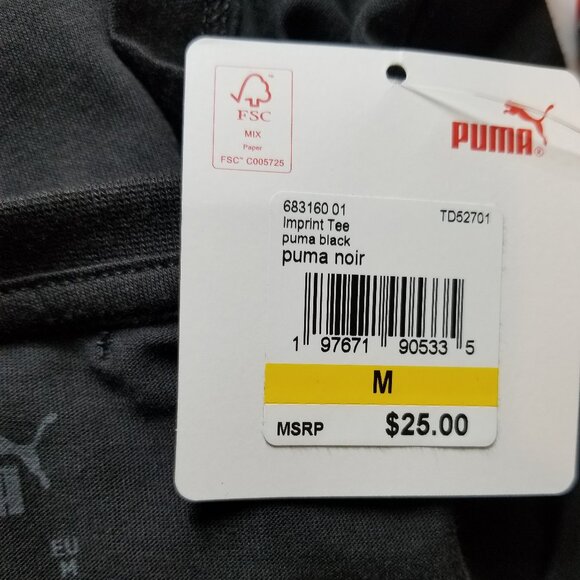 FSC
MIX
Paper
FSC™ C005725
PUMA®
683160 01
TD52701
Imprint Tee
puma black
puma noir
1 97671 90533 5
M
MSRP $25.00
EU
M